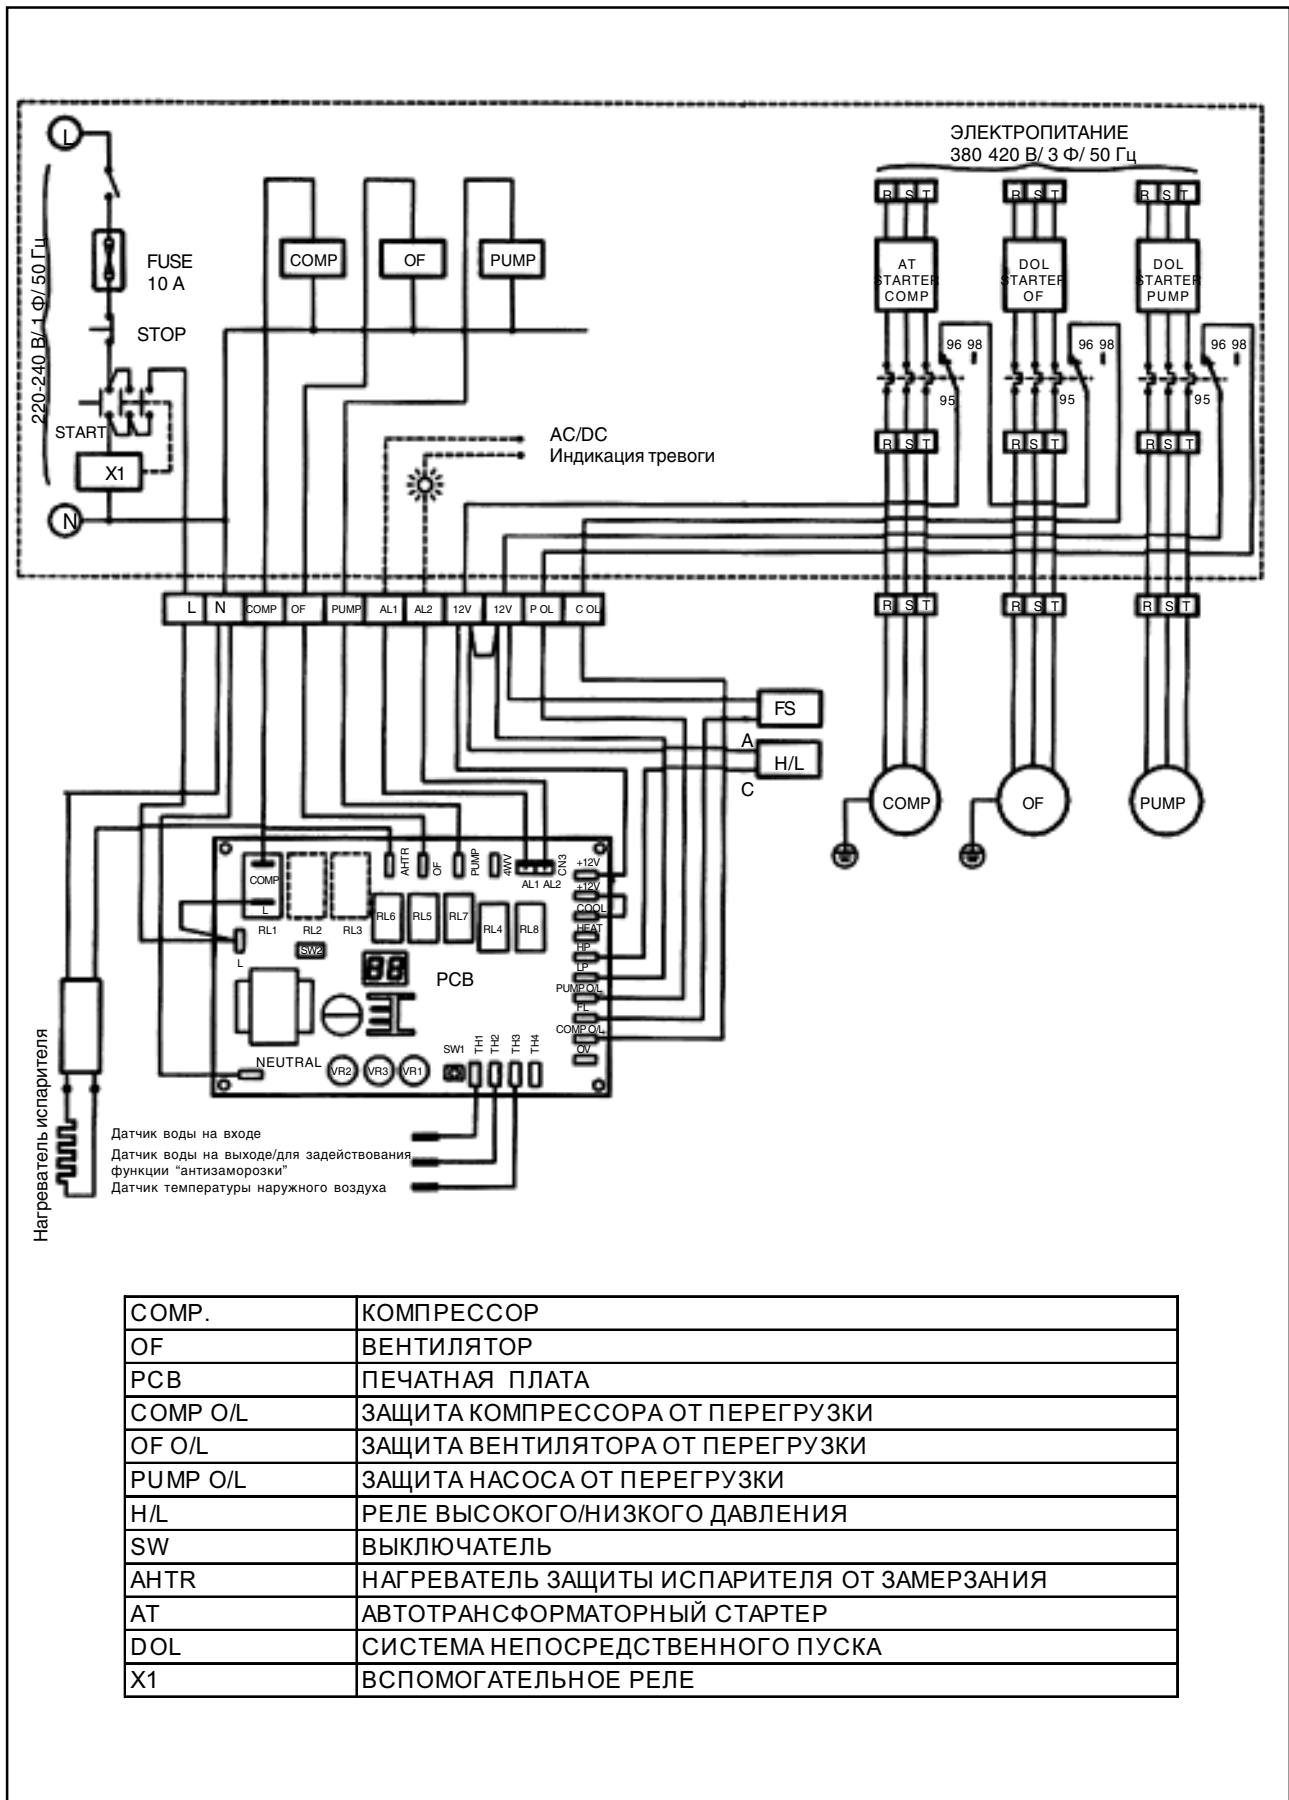 ЭЛЕКТРОПИТАНИЕ
380 420 В/ 3 Ф/ 50 Гц
L
220-240 В/ 1 Ф/ 50 Гц
FUSE
10 A
STOP
START
X1
N
COMP
OF
PUMP
R S T
R S T
R S T
AT
STARTER
COMP
DOL
STARTER
OF
DOL
STARTER
PUMP
96 98
95
96 98
95
96 98
95
R S T
R S T
R S T
AC/DC
Индикация тревоги
L N COMP OF PUMP AL1 AL2 12V 12V P OL C OL
R S T
R S T
R S T
FS
A
H/L
C
COMP
OF
PUMP
COMP
L
AHTR
OF
PUMP
4WV
CN3
AL1 AL2
+12V
+12V
COOL
HEAT
HP
LP
PUMP O/L
FL
COMP O/L
OV
RL1
RL2
RL3
RL6
RL5
RL7
RL4
RL8
SW2
L
88
PCB
NEUTRAL
VR2
VR3
VR1
SW1
TH1
TH2
TH3
TH4
Нагреватель испарителя
Датчик воды на входе
Датчик воды на выходе/для задействования
функции “антизаморозки”
Датчик температуры наружного воздуха
COMP. КОМПРЕССОР
OF ВЕНТИЛЯТОР
PCB ПЕЧАТНАЯ ПЛАТА
COMP O/L ЗАЩИТА КОМПРЕССОРА ОТ ПЕРЕГРУЗКИ
OF O/L ЗАЩИТА ВЕНТИЛЯТОРА ОТ ПЕРЕГРУЗКИ
PUMP O/L ЗАЩИТА НАСОСА ОТ ПЕРЕГРУЗКИ
H/L РЕЛЕ ВЫСОКОГО/НИЗКОГО ДАВЛЕНИЯ
SW ВЫКЛЮЧАТЕЛЬ
AHTR НАГРЕВАТЕЛЬ ЗАЩИТЫ ИСПАРИТЕЛЯ ОТ ЗАМЕРЗАНИЯ
AT АВТОТРАНСФОРМАТОРНЫЙ СТАРТЕР
DOL СИСТЕМА НЕПОСРЕДСТВЕННОГО ПУСКА
X1 ВСПОМОГАТЕЛЬНОЕ РЕЛЕ